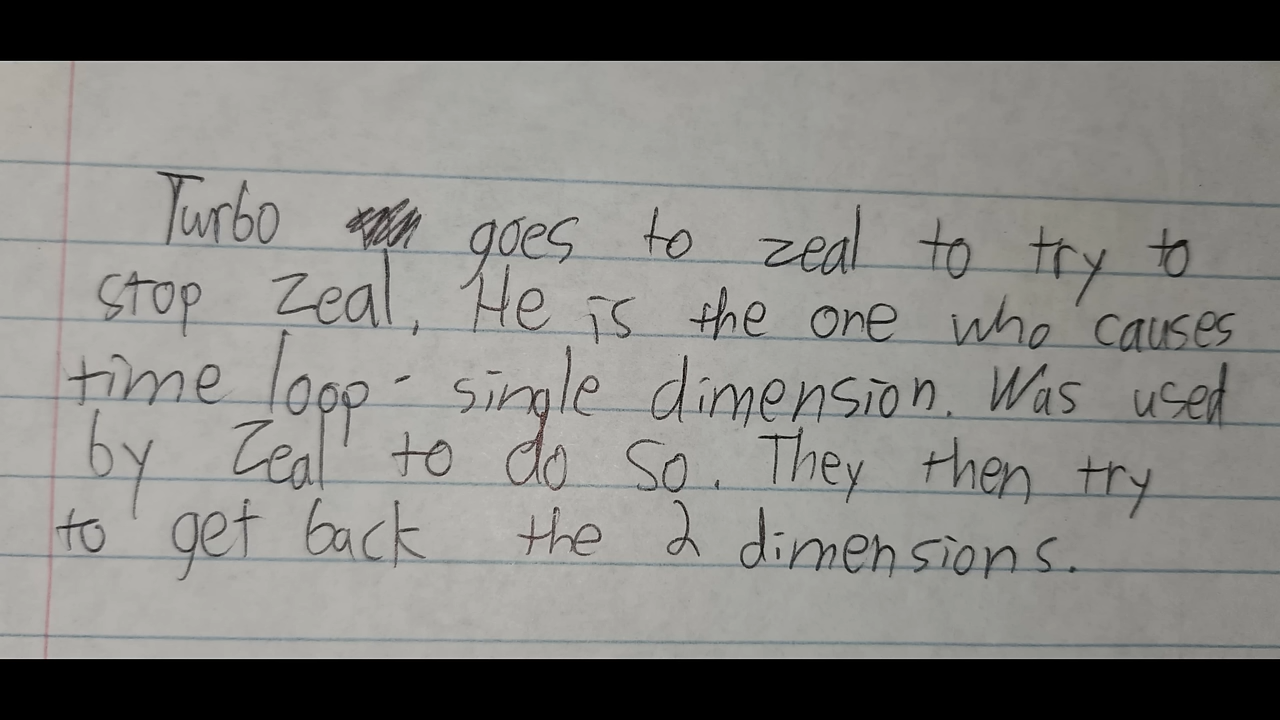 Turbo goes to zeal to try to
stop Zeal. He is the one who causes
time loop - single dimension. Was used
by Zeal to do so. They then try
to get back the 2 dimensions.